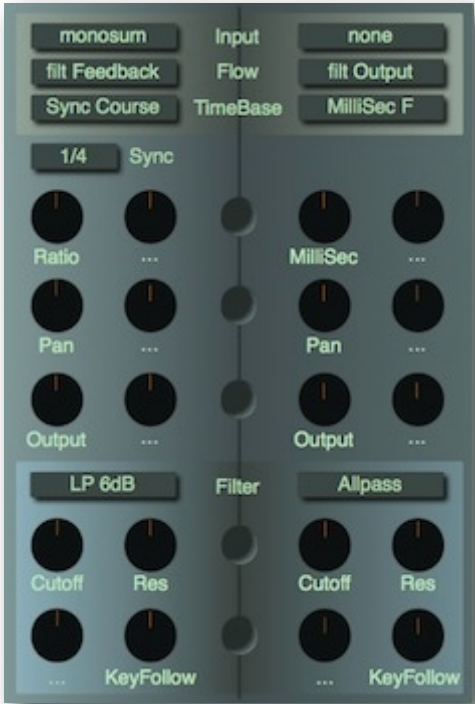 monosum Input none
filt Feedback Flow filt Output
Sync Course TimeBase MilliSec F
1/4 Sync
Ratio ... MilliSec ...
Pan ... Pan ...
Output ... Output ...
LP 6dB Filter Allpass
Cutoff Res Cutoff Res
... KeyFollow ... KeyFollow